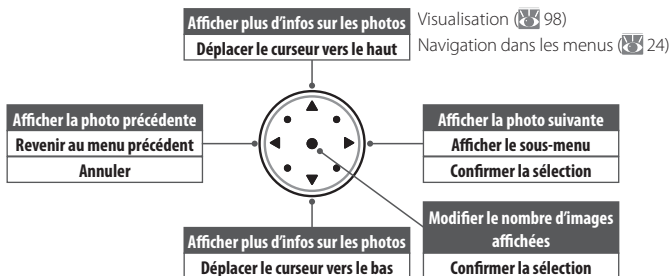 Afficher plus d'infos sur les photos
Déplacer le curseur vers le haut
Visualisation (98)
Navigation dans les menus (24)
Afficher la photo précédente
Revenir au menu précédent
Annuler
Afficher la photo suivante
Afficher le sous-menu
Confirmer la sélection
Afficher plus d'infos sur les photos
Déplacer le curseur vers le bas
Modifier le nombre d'images
affichées
Confirmer la sélection